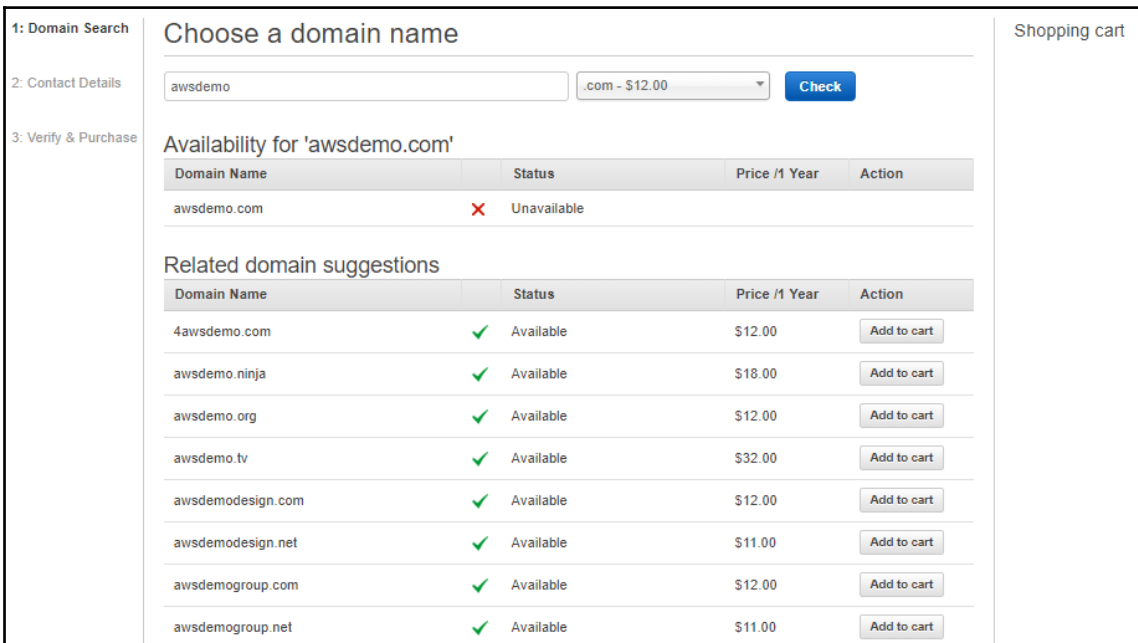 1: Domain Search
2: Contact Details
3: Verify & Purchase
Choose a domain name
awsdemo .com - $12.00 Check
Availability for 'awsdemo.com'
Domain Name Status Price /1 Year Action
awsdemo.com Unavailable
Related domain suggestions
Domain Name Status Price /1 Year Action
4awsdemo.com Available $12.00 Add to cart
awsdemo.ninja Available $18.00 Add to cart
awsdemo.org Available $12.00 Add to cart
awsdemo.tv Available $32.00 Add to cart
awsdemodesign.com Available $12.00 Add to cart
awsdemodesign.net Available $11.00 Add to cart
awsdemogroup.com Available $12.00 Add to cart
awsdemogroup.net Available $11.00 Add to cart
Shopping cart